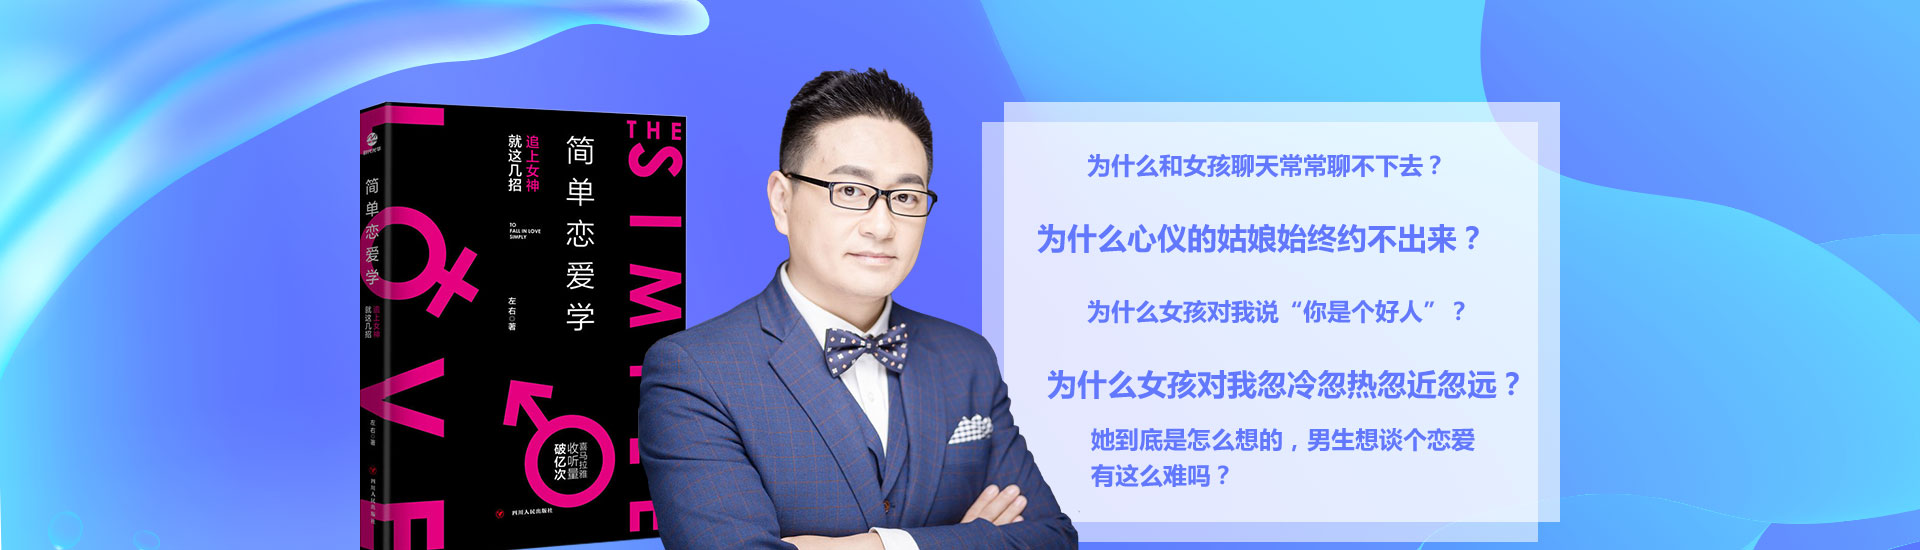 LOVE
简单恋爱学
追上女神
就这几招
左右◎著
四川人民出版社
THE
SIMPLE
简单恋爱学
追上女神
就这几招
TO
FALL IN LOVE
SIMPLY
左右◎著
喜马拉雅
收听量
破亿次
四川人民出版社
为什么和女孩聊天常常聊不下去？
为什么心仪的姑娘始终约不出来？
为什么女孩对我说“你是个好人”？
为什么女孩对我忽冷忽热忽近忽远？
她到底是怎么想的，男生想谈个恋爱
有这么难吗？